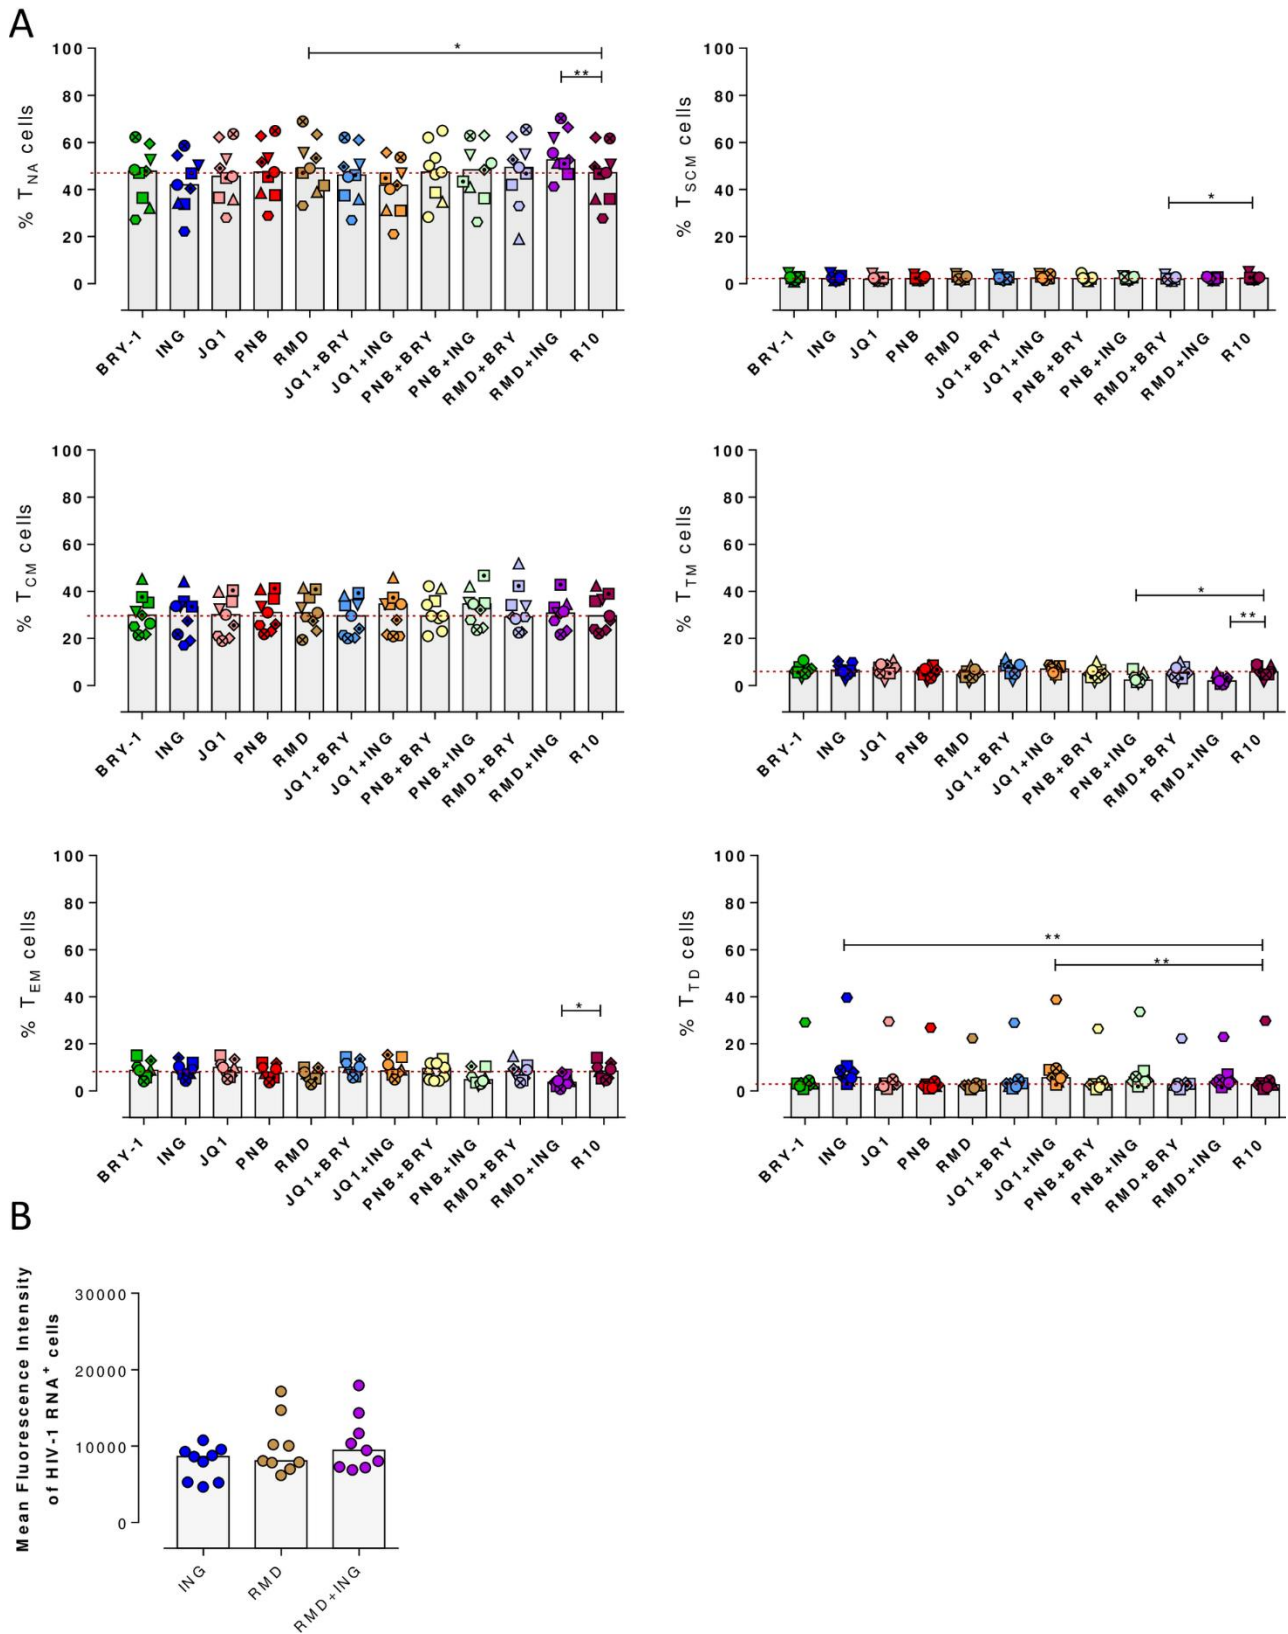 A
% T_NA cells
100
80
60
40
20
0
*
**
BRY-1
ING
JQ1
PNB
RMD
JQ1+BRY
JQ1+ING
PNB+BRY
PNB+ING
RMD+BRY
RMD+ING
R10
% T_SCM cells
100
80
60
40
20
0
*
BRY-1
ING
JQ1
PNB
RMD
JQ1+BRY
JQ1+ING
PNB+BRY
PNB+ING
RMD+BRY
RMD+ING
R10
% T_CM cells
100
80
60
40
20
0
BRY-1
ING
JQ1
PNB
RMD
JQ1+BRY
JQ1+ING
PNB+BRY
PNB+ING
RMD+BRY
RMD+ING
R10
% T_TM cells
100
80
60
40
20
0
*
**
BRY-1
ING
JQ1
PNB
RMD
JQ1+BRY
JQ1+ING
PNB+BRY
PNB+ING
RMD+BRY
RMD+ING
R10
% T_EM cells
100
80
60
40
20
0
*
BRY-1
ING
JQ1
PNB
RMD
JQ1+BRY
JQ1+ING
PNB+BRY
PNB+ING
RMD+BRY
RMD+ING
R10
% T_TD cells
100
80
60
40
20
0
**
**
BRY-1
ING
JQ1
PNB
RMD
JQ1+BRY
JQ1+ING
PNB+BRY
PNB+ING
RMD+BRY
RMD+ING
R10
B
Mean Fluorescence Intensity
of HIV-1 RNA⁺ cells
30000
20000
10000
0
ING
RMD
RMD+ING